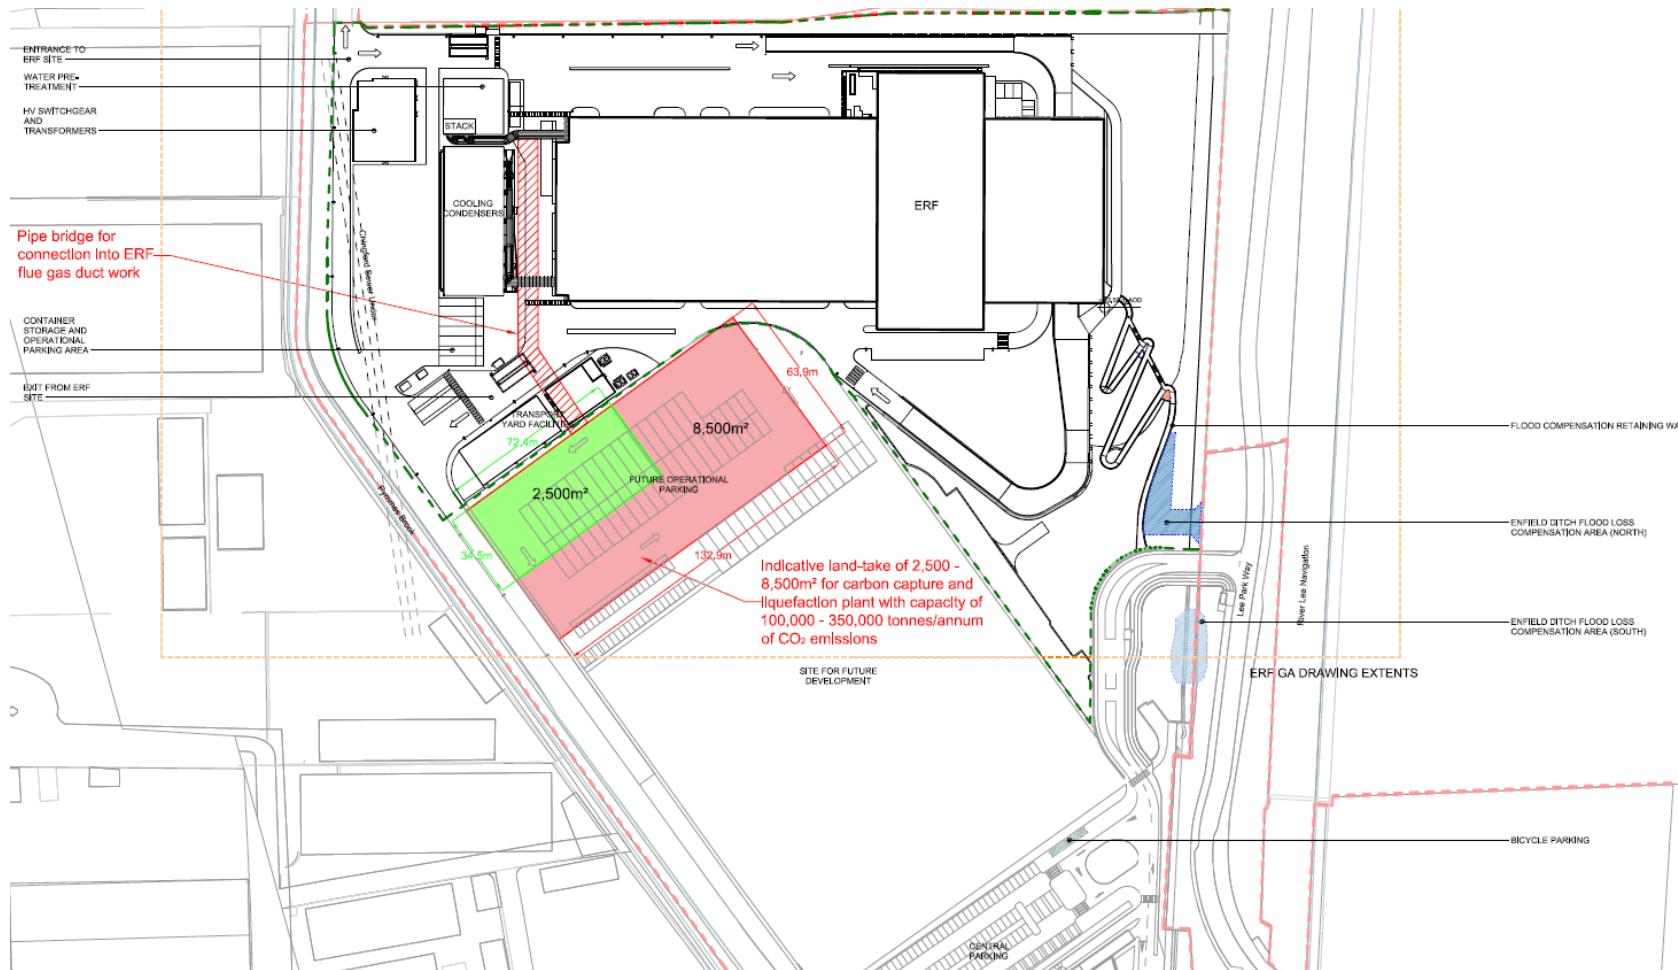 ENTRANCE TO
ERF SITE
WATER PRE-
TREATMENT
HV SWITCHGEAR
AND
TRANSFORMERS
STACK
COOLING
CONDENSERS
ERF
Chingford Sewer Under
Pipe bridge for
connection into ERF
flue gas duct work
CONTAINER
STORAGE AND
OPERATIONAL
PARKING AREA
EXIT FROM ERF
SITE
TRANSPORT
YARD FACILITIES
72.4m
63.9m
8,500m²
2,500m²
FUTURE OPERATIONAL
PARKING
34.5m
132.9m
Pymmes Brook
Indicative land-take of 2,500 -
8,500m² for carbon capture and
liquefaction plant with capacity of
100,000 - 350,000 tonnes/annum
of CO₂ emissions
SITE FOR FUTURE
DEVELOPMENT
FLOOD COMPENSATION RETAINING WA
ENFIELD DITCH FLOOD LOSS
COMPENSATION AREA (NORTH)
Lee Park Way
River Lea Navigation
ENFIELD DITCH FLOOD LOSS
COMPENSATION AREA (SOUTH)
ERF GA DRAWING EXTENTS
BICYCLE PARKING
CENTRAL
PARKING